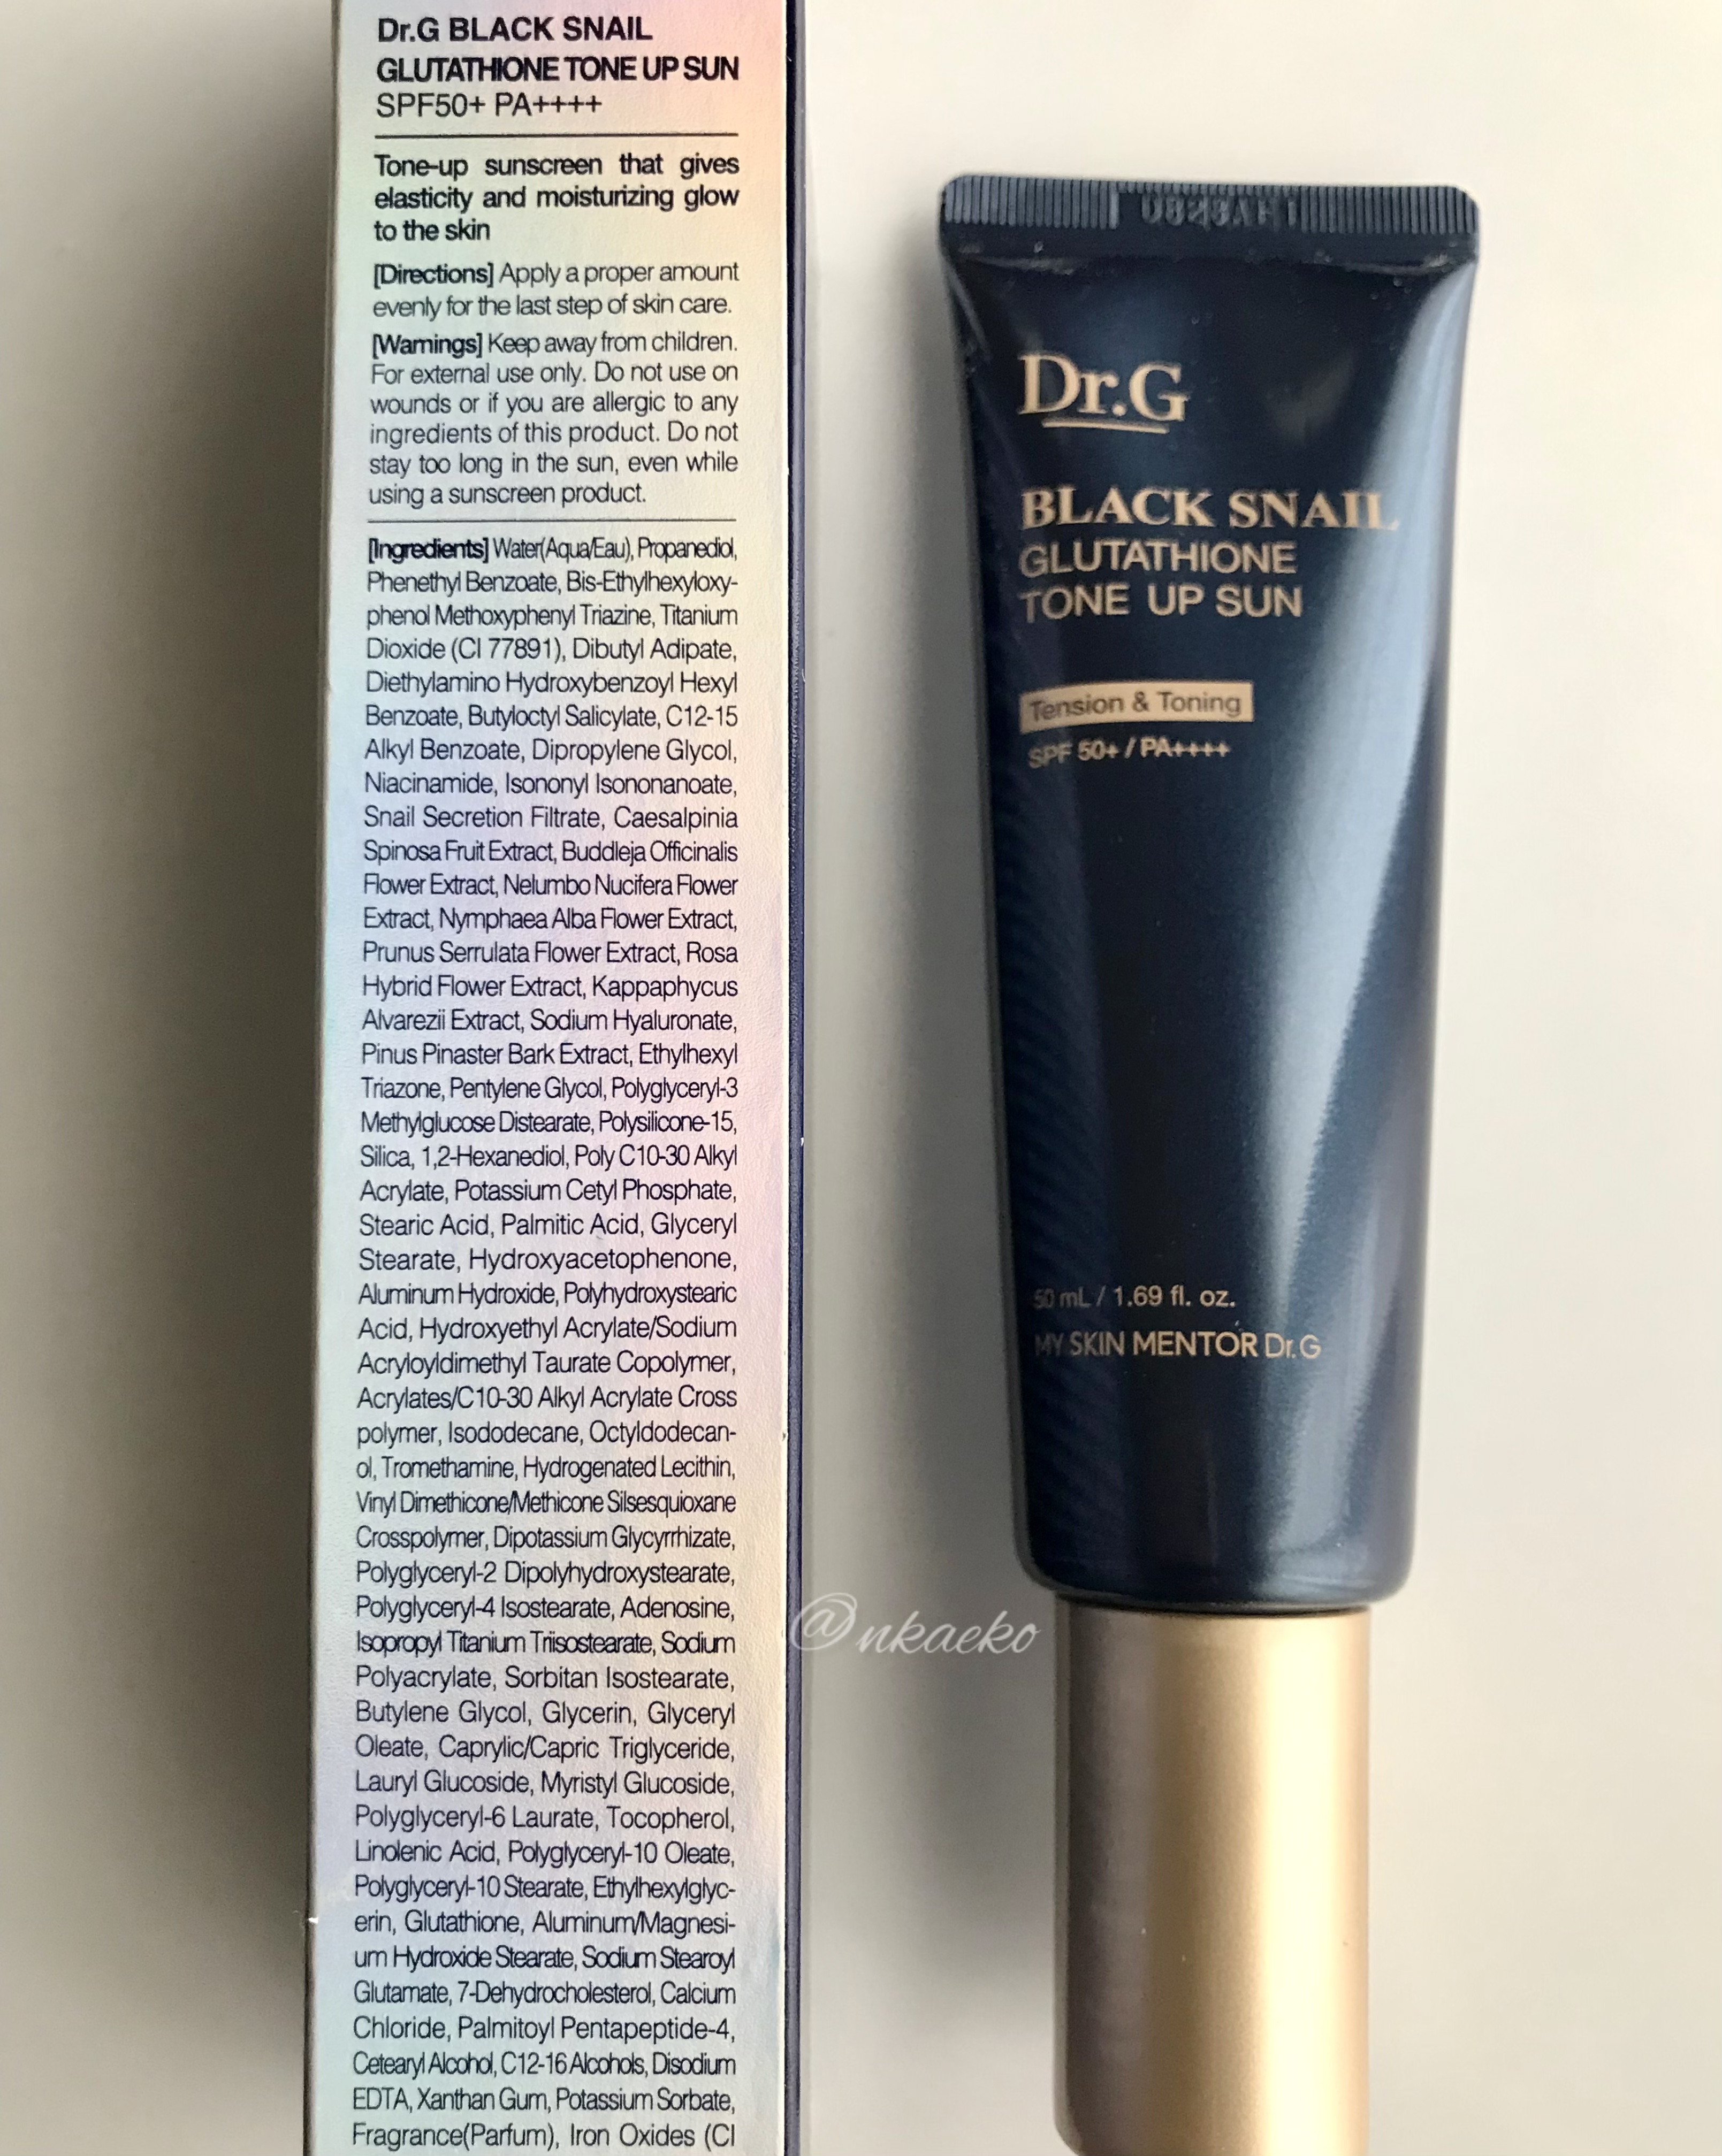 Dr.G BLACK SNAIL
GLUTATHIONE TONE UP SUN
SPF50+ PA++++
Tone-up sunscreen that gives
elasticity and moisturizing glow
to the skin
[Directions] Apply a proper amount
evenly for the last step of skin care.
[Warnings] Keep away from children.
For external use only. Do not use on
wounds or if you are allergic to any
ingredients of this product. Do not
stay too long in the sun, even while
using a sunscreen product.
[Ingredients] Water(Aqua/Eau), Propanediol,
Phenethyl Benzoate, Bis-Ethylhexyloxy-
phenol Methoxyphenyl Triazine, Titanium
Dioxide (CI 77891), Dibutyl Adipate,
Diethylamino Hydroxybenzoyl Hexyl
Benzoate, Butyloctyl Salicylate, C12-15
Alkyl Benzoate, Dipropylene Glycol,
Niacinamide, Isononyl Isononanoate,
Snail Secretion Filtrate, Caesalpinia
Spinosa Fruit Extract, Buddleja Officinalis
Flower Extract, Nelumbo Nucifera Flower
Extract, Nymphaea Alba Flower Extract,
Prunus Serrulata Flower Extract, Rosa
Hybrid Flower Extract, Kappaphycus
Alvarezii Extract, Sodium Hyaluronate,
Pinus Pinaster Bark Extract, Ethylhexyl
Triazone, Pentylene Glycol, Polyglyceryl-3
Methylglucose Distearate, Polysilicone-15,
Silica, 1,2-Hexanediol, Poly C10-30 Alkyl
Acrylate, Potassium Cetyl Phosphate,
Stearic Acid, Palmitic Acid, Glyceryl
Stearate, Hydroxyacetophenone,
Aluminum Hydroxide, Polyhydroxystearic
Acid, Hydroxyethyl Acrylate/Sodium
Acryloyldimethyl Taurate Copolymer,
Acrylates/C10-30 Alkyl Acrylate Cross
polymer, Isododecane, Octyldodecan-
ol, Tromethamine, Hydrogenated Lecithin,
Vinyl Dimethicone/Methicone Silsesquioxane
Crosspolymer, Dipotassium Glycyrrhizate,
Polyglyceryl-2 Dipolyhydroxystearate,
Polyglyceryl-4 Isostearate, Adenosine,
Isopropyl Titanium Triisostearate, Sodium
Polyacrylate, Sorbitan Isostearate,
Butylene Glycol, Glycerin, Glyceryl
Oleate, Caprylic/Capric Triglyceride,
Lauryl Glucoside, Myristyl Glucoside,
Polyglyceryl-6 Laurate, Tocopherol,
Linolenic Acid, Polyglyceryl-10 Oleate,
Polyglyceryl-10 Stearate, Ethylhexylglyc-
erin, Glutathione, Aluminum/Magnesi-
um Hydroxide Stearate, Sodium Stearoyl
Glutamate, 7-Dehydrocholesterol, Calcium
Chloride, Palmitoyl Pentapeptide-4,
Cetearyl Alcohol, C12-16 Alcohols, Disodium
EDTA, Xanthan Gum, Potassium Sorbate,
Fragrance(Parfum), Iron Oxides (CI
Dr.G
BLACK SNAIL
GLUTATHIONE
TONE UP SUN
Tension & Toning
SPF 50+ / PA++++
50 mL / 1.69 fl. oz.
MY SKIN MENTOR Dr.G
@nkaeko